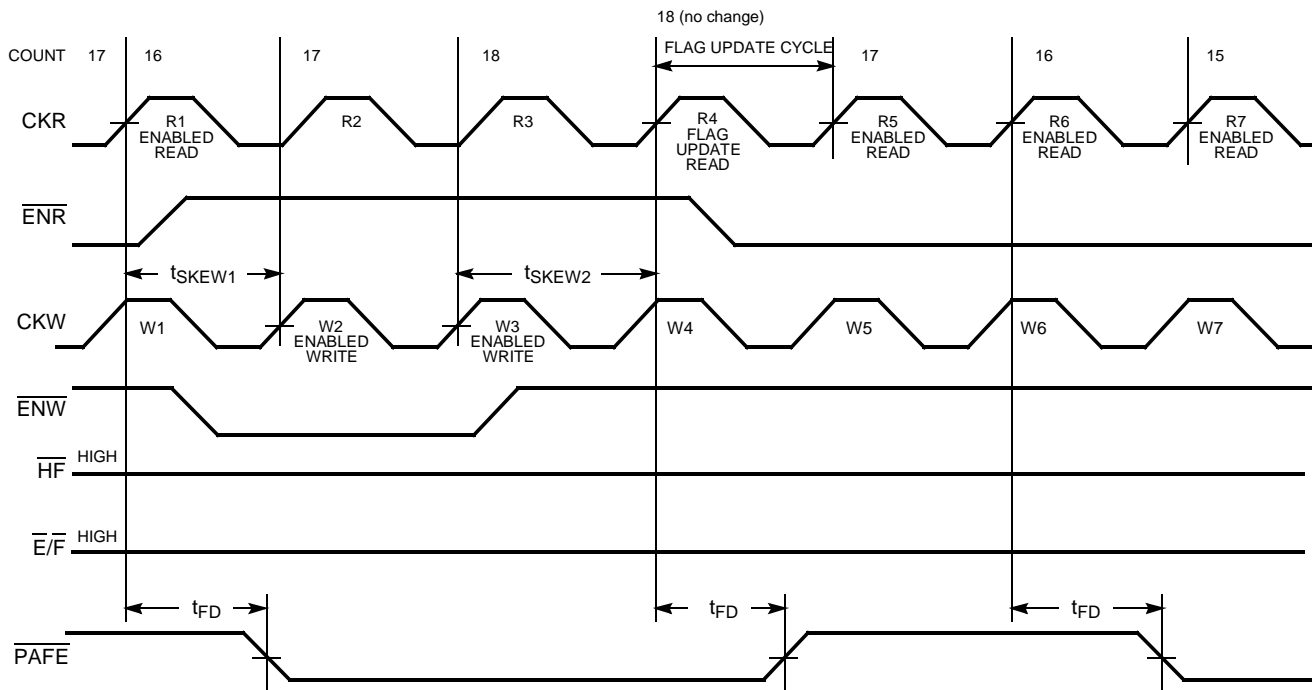 18 (no change)
COUNT 17 16 17 18 FLAG UPDATE CYCLE 17 16 15
CKR
R1 ENABLED READ
R2
R3
R4 FLAG UPDATE READ
R5 ENABLED READ
R6 ENABLED READ
R7 ENABLED READ
ENR
tSKEW1 tSKEW2
CKW
W1
W2 ENABLED WRITE
W3 ENABLED WRITE
W4
W5
W6
W7
ENW
HF HIGH
E/F HIGH
tFD tFD tFD
PAFE